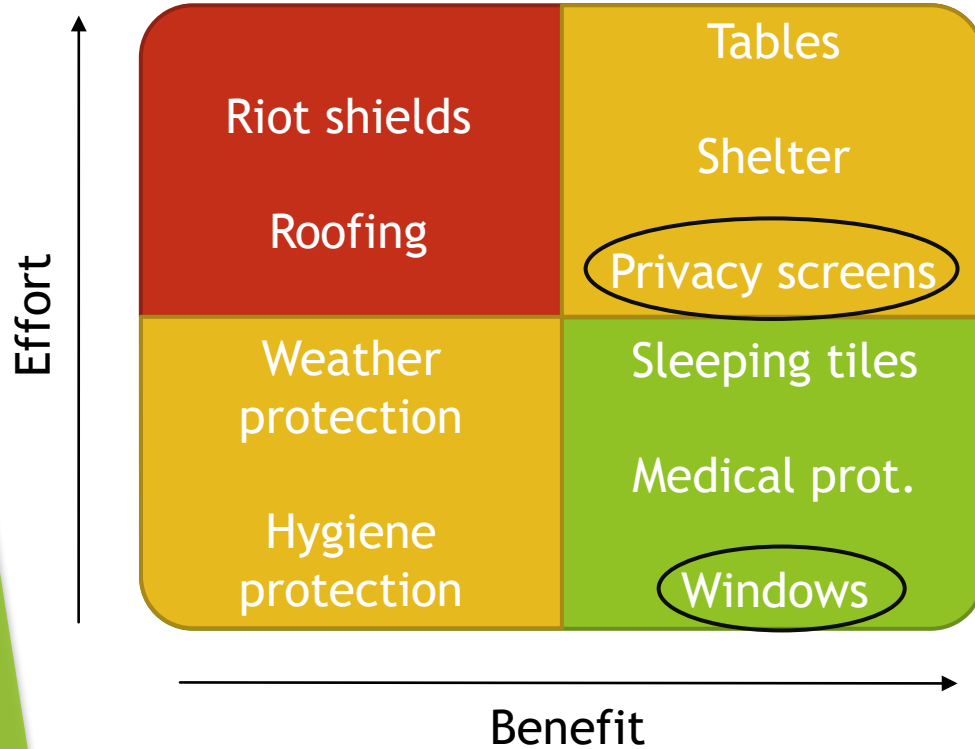 Effort
Riot shields
Roofing
Tables
Shelter
Privacy screens
Weather
protection
Hygiene
protection
Sleeping tiles
Medical prot.
Windows
Benefit